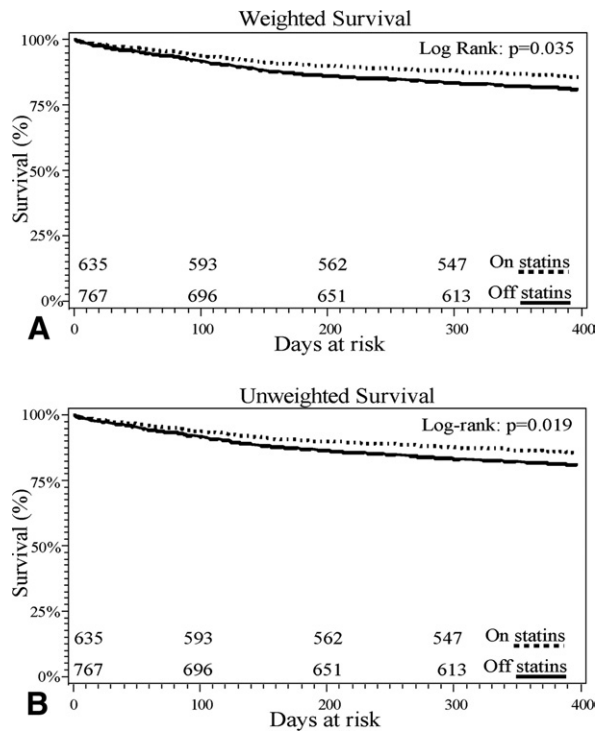 Weighted Survival
100%
75%
50%
25%
0%
Survival (%)
Log Rank: p=0.035
635 593 562 547 On statins
767 696 651 613 Off statins
0 100 200 300 400
Days at risk
A
Unweighted Survival
100%
75%
50%
25%
0%
Survival (%)
Log-rank: p=0.019
635 593 562 547 On statins
767 696 651 613 Off statins
0 100 200 300 400
Days at risk
B